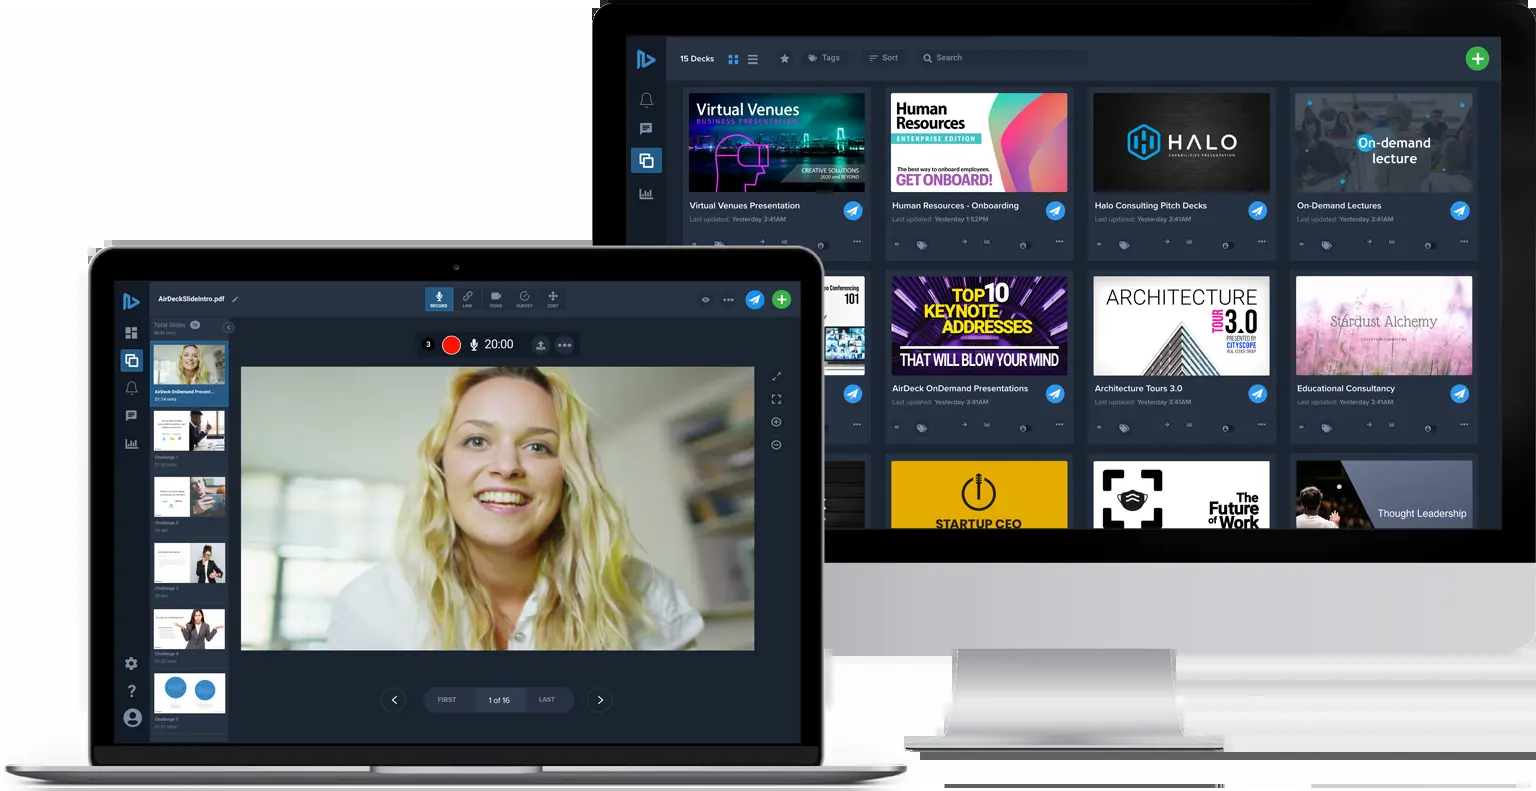 15 Decks
Tags
Sort
Search
Virtual Venues
BUSINESS PRESENTATION
CREATIVE SOLUTIONS
2020 and BEYOND
Virtual Venues Presentation
Last updated: Yesterday 3:41AM
Human
Resources
ENTERPRISE EDITION
The best way to onboard employees.
GET ONBOARD!
Human Resources - Onboarding
Last updated: Yesterday 1:52PM
HALO
CAPABILITIES PRESENTATION
Halo Consulting Pitch Decks
Last updated: Yesterday 3:41AM
On-demand
lecture
On-Demand Lectures
Last updated: Yesterday 3:41AM
Conferencing
101
TOP 10
KEYNOTE
ADDRESSES
THAT WILL BLOW YOUR MIND
AirDeck OnDemand Presentations
Last updated: Yesterday 3:41AM
ARCHITECTURE
TOUR
3.0
PRESENTED BY
CITYSCOPE
REAL ESTATE GROUP
Architecture Tours 3.0
Last updated: Yesterday 3:41AM
Stardust Alchemy
EDUCATION CONSULTING
Educational Consultancy
Last updated: Yesterday 3:41AM
STARTUP CEO
The
Future
of Work
Thought Leadership
AirDeckSlideIntro.pdf
RECORD
LINK
VIDEO
SURVEY
SORT
Total Slides
3
20:00
AirDeck OnDemand Present...
01:14 mins
Challenge 1
Challenge 2
Challenge 3
Challenge 4
Challenge 5
FIRST
1 of 16
LAST